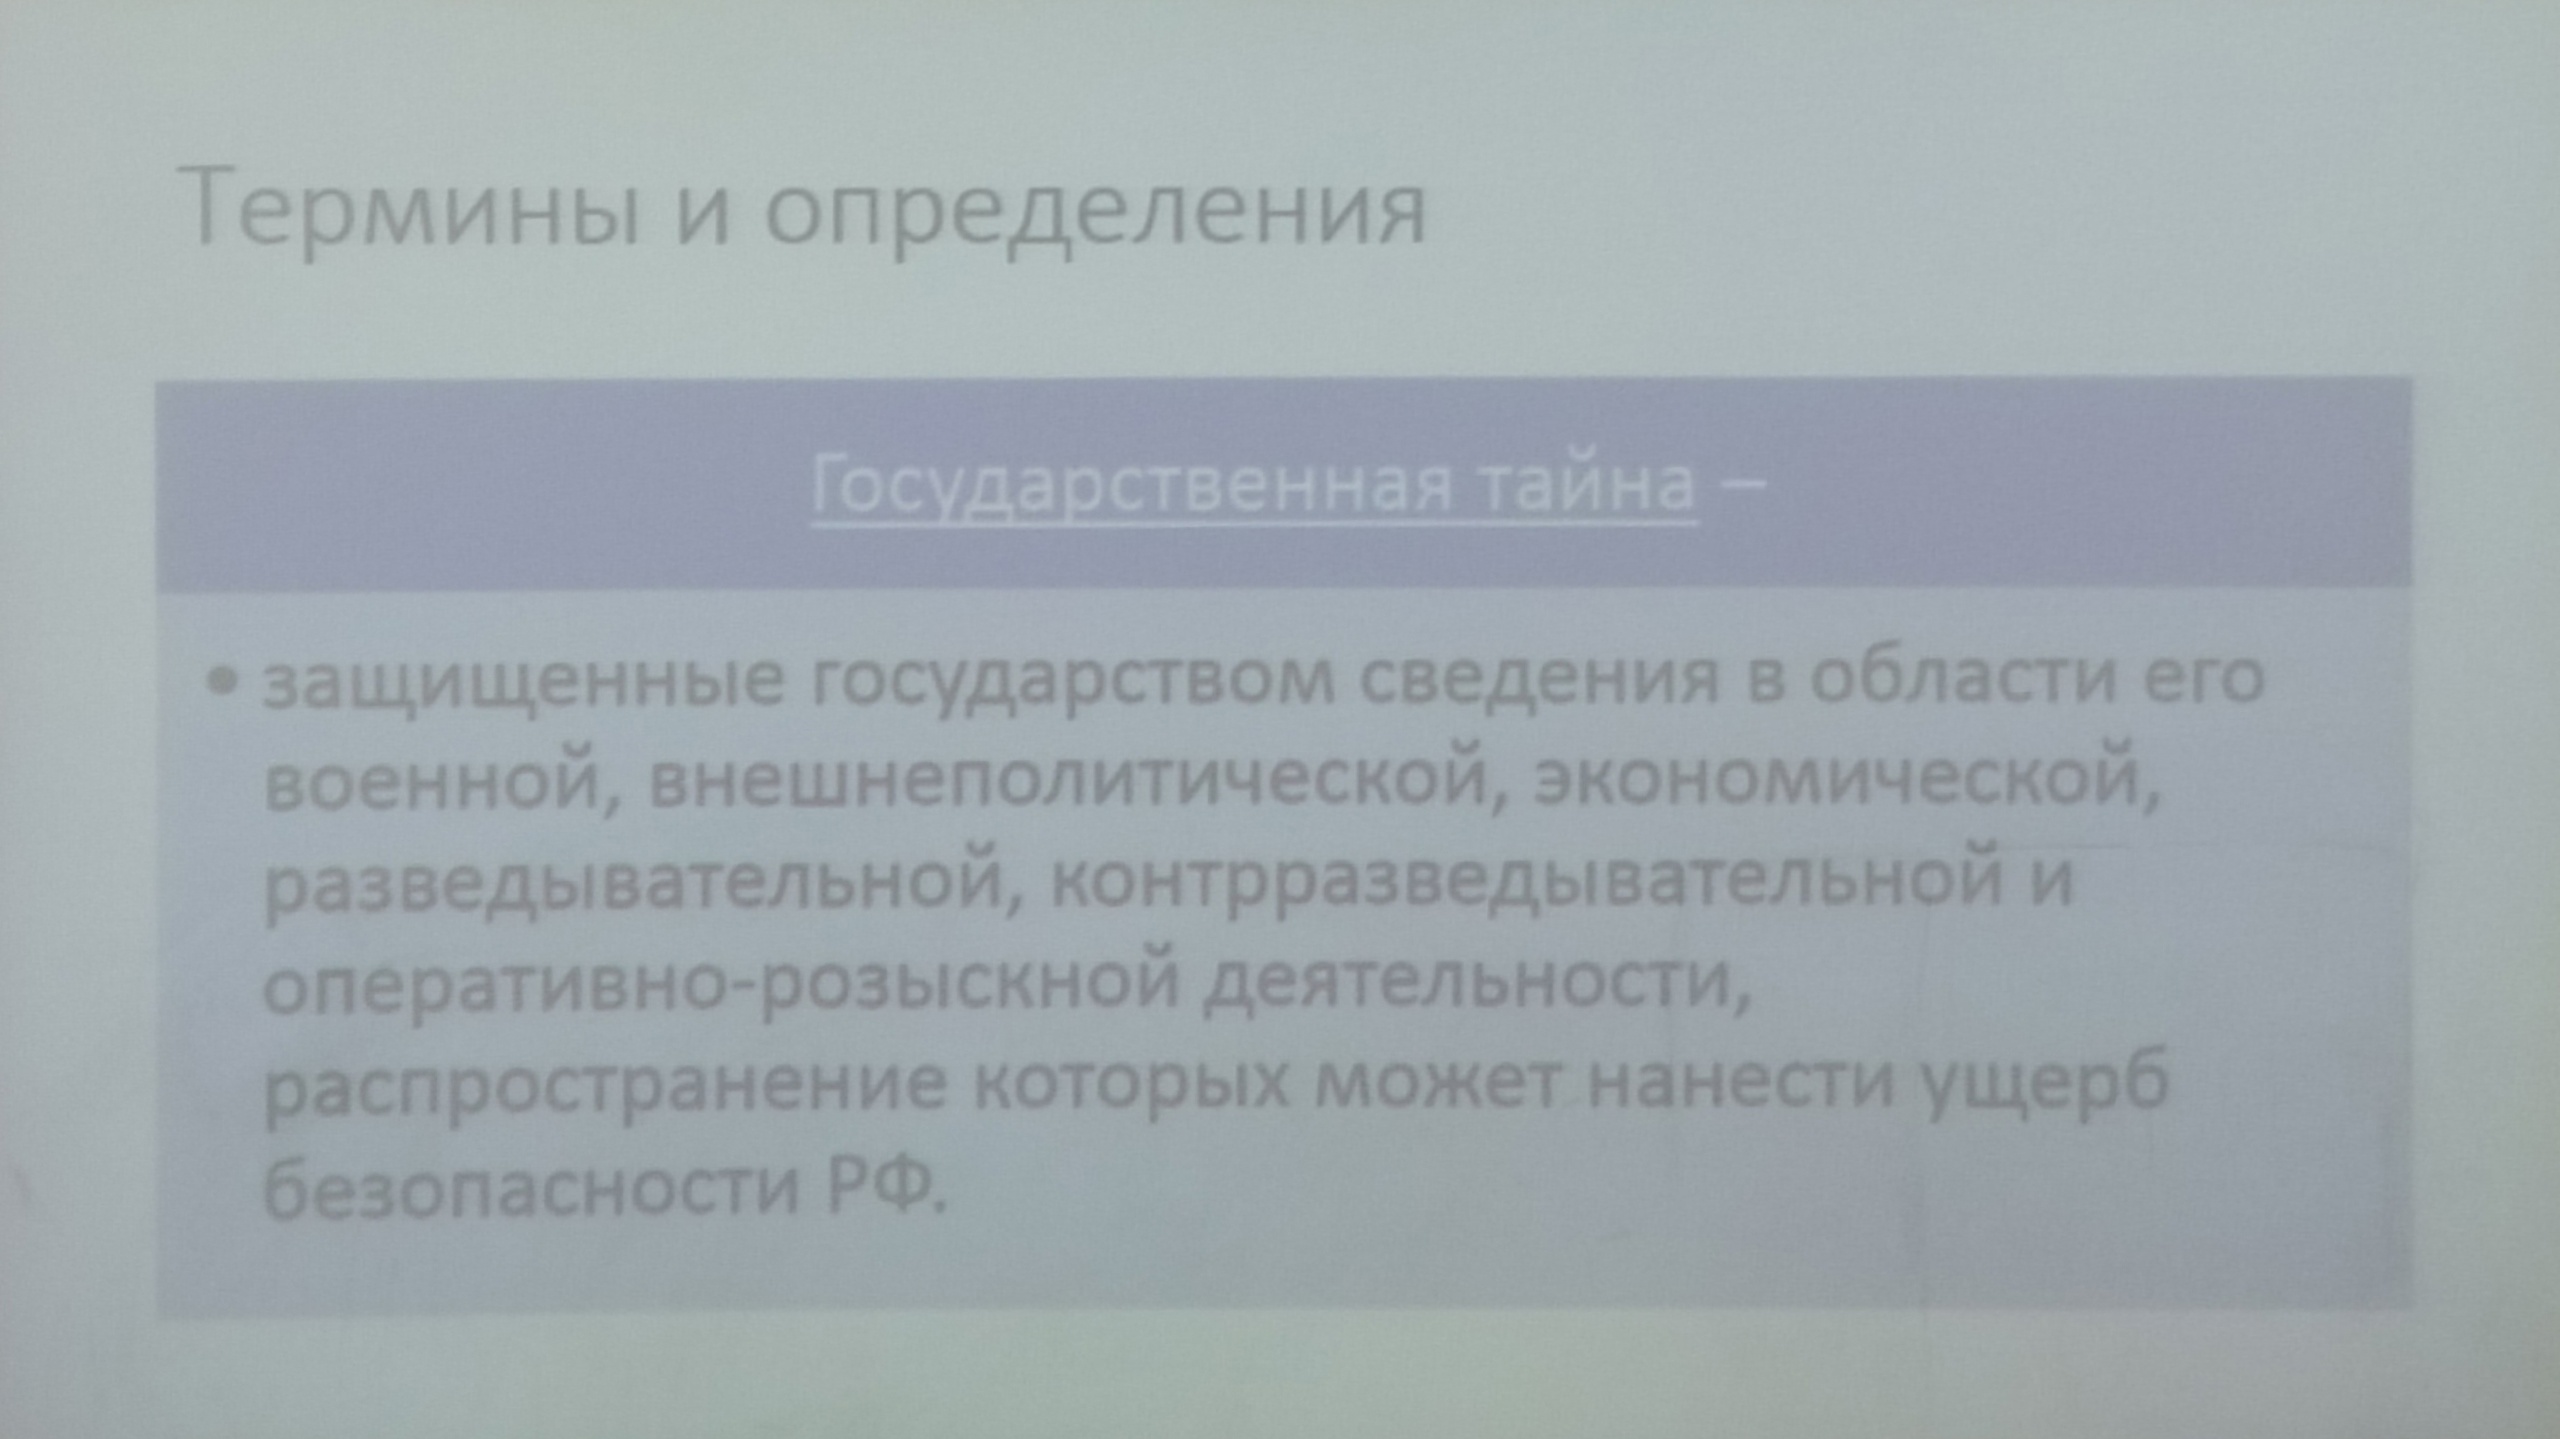 Термины и определения
Государственная тайна –
• защищенные государством сведения в области его
военной, внешнеполитической, экономической,
разведывательной, контрразведывательной и
оперативно-розыскной деятельности,
распространение которых может нанести ущерб
безопасности РФ.